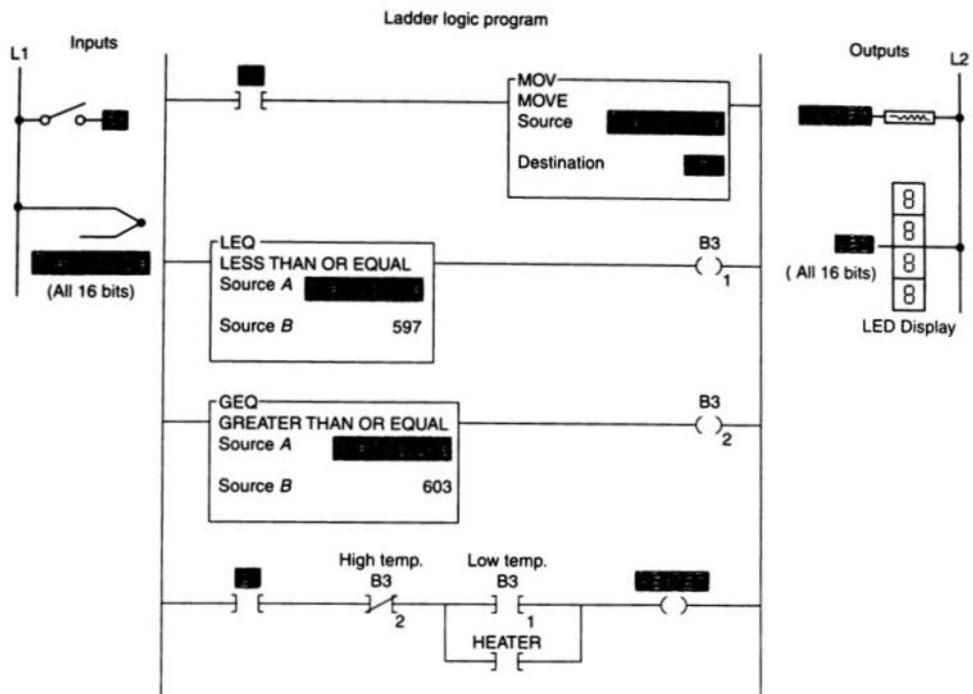 Ladder logic program
Inputs
L1
Outputs
L2
MOV
MOVE
Source
Destination
(All 16 bits)
( All 16 bits)
LED Display
LEQ
LESS THAN OR EQUAL
Source A
Source B 597
B3
1
GEQ
GREATER THAN OR EQUAL
Source A
Source B 603
B3
2
High temp.
B3
2
Low temp.
B3
1
HEATER